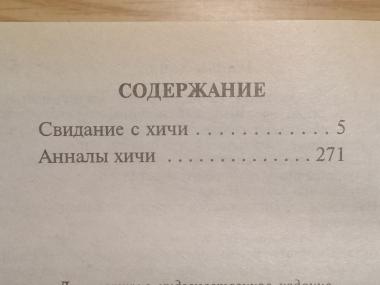 СОДЕРЖАНИЕ
Свидание с хичи . . . . . . . . . . . . . 5
Анналы хичи . . . . . . . . . . . . . . 271